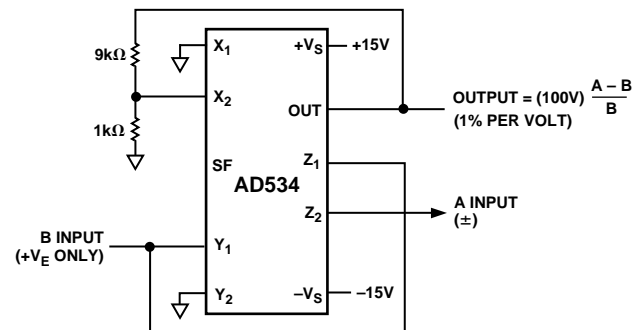 9kΩ
1kΩ
X1
X2
SF
AD534
Y1
Y2
+VS
+15V
OUT
Z1
Z2
–VS
–15V
OUTPUT = (100V) A – B
B
(1% PER VOLT)
A INPUT
(±)
B INPUT
(+VE ONLY)